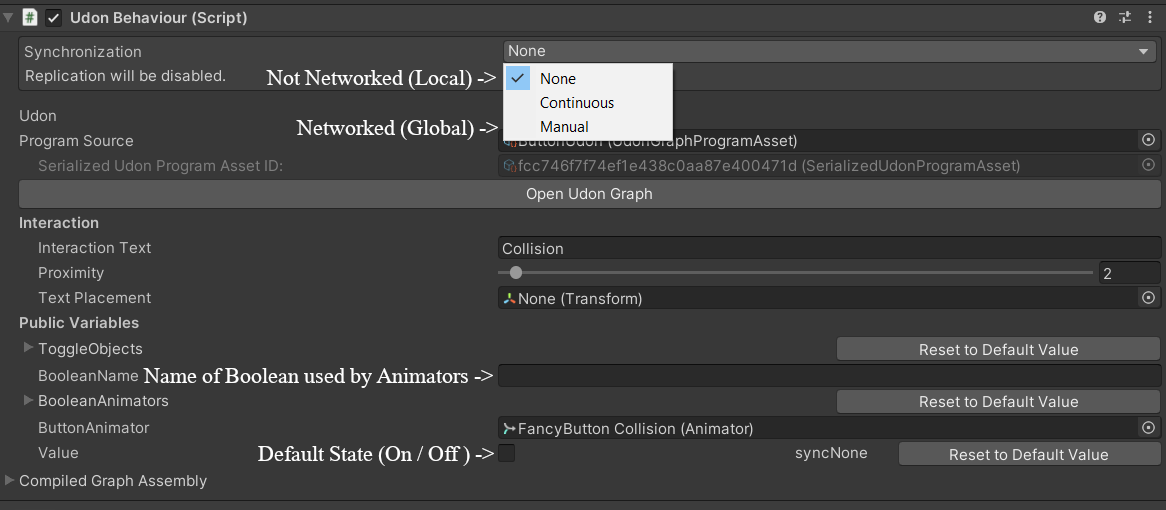 Udon Behaviour (Script)
Synchronization None
Replication will be disabled. Not Networked (Local) -> None
Continuous
Udon Networked (Global) -> Manual
Program Source ButtonUdon (UdonGraphProgramAsset)
Serialized Udon Program Asset ID: fcc746f7f74ef1e438c0aa87e400471d (SerializedUdonProgramAsset)
Open Udon Graph
Interaction
Interaction Text Collision
Proximity 2
Text Placement None (Transform)
Public Variables
ToggleObjects Reset to Default Value
BooleanName Name of Boolean used by Animators ->
BooleanAnimators Reset to Default Value
ButtonAnimator FancyButton Collision (Animator)
Value Default State (On / Off ) -> syncNone Reset to Default Value
Compiled Graph Assembly